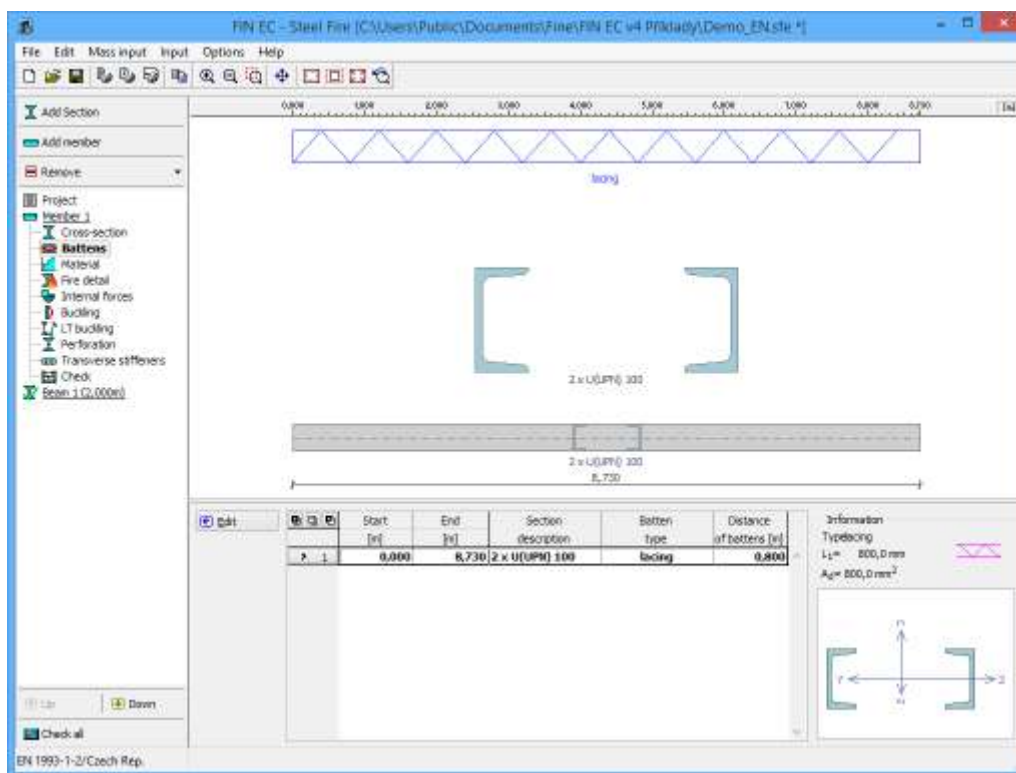 FIN EC - Steel Fire [C:\Users\Public\Documents\Fine\FIN EC v4 Příklady\Demo_EN.ste *]
File Edit Mass input Input Options Help
Add Section
Add member
Remove
Project
Member 1
Cross-section
Battens
Material
Fire detail
Internal forces
Buckling
LT buckling
Perforation
Transverse stiffeners
Check
Beam 1 (2,000m)
Up Down
Check all
0,000 1,000 2,000 3,000 4,000 5,000 6,000 7,000 8,000 8,730 [m]
lacing
2 x U(UPN) 100
2 x U(UPN) 100
8,730
Edit
Start End Section Batten Distance
[m] [m] description type of battens [m]
1 0,000 8,730 2 x U(UPN) 100 lacing 0,800
Information
Type lacing
L₁= 800,0 mm
800,0 mm²
EN 1993-1-2/Czech Rep.